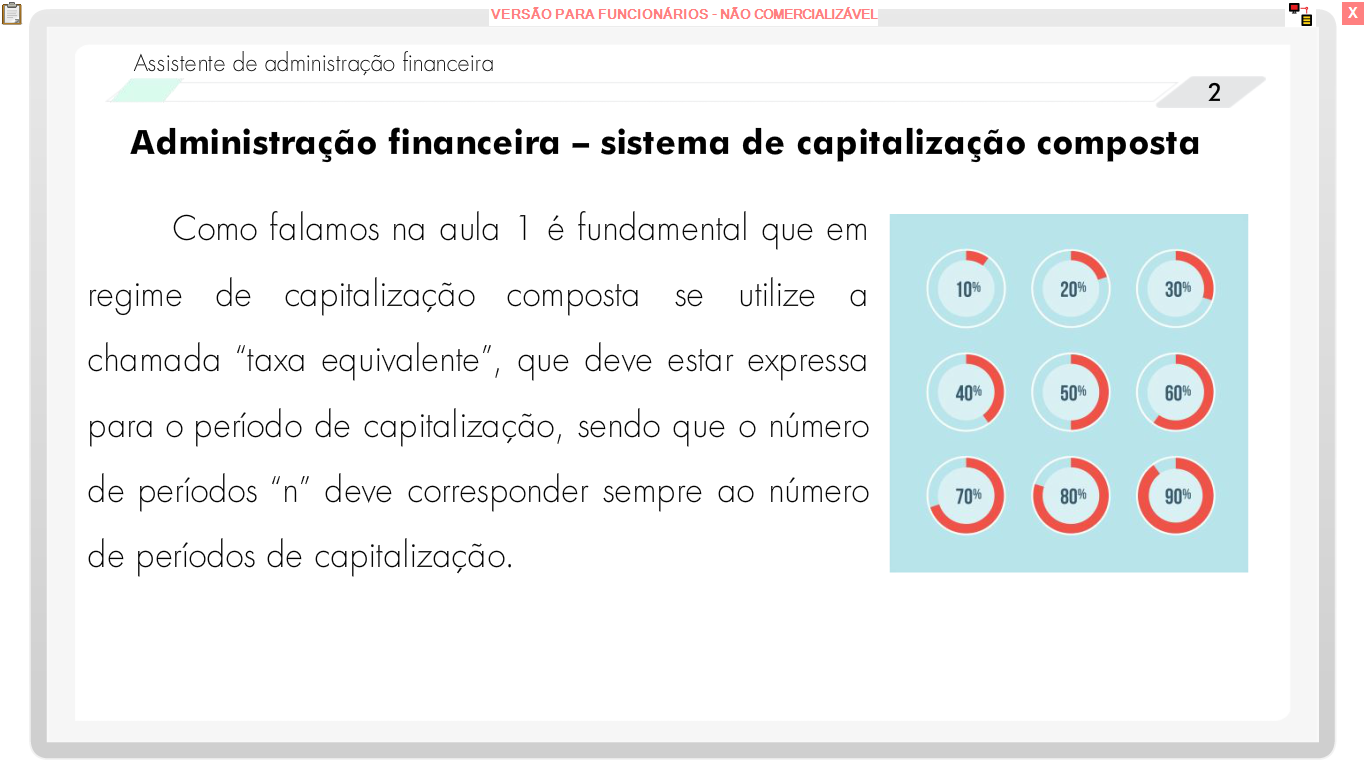 VERSÃO PARA FUNCIONÁRIOS - NÃO COMERCIALIZÁVEL
X
Assistente de administração financeira
2
Administração financeira – sistema de capitalização composta
Como falamos na aula 1 é fundamental que em
regime de capitalização composta se utilize a
chamada “taxa equivalente”, que deve estar expressa
para o período de capitalização, sendo que o número
de períodos “n” deve corresponder sempre ao número
de períodos de capitalização.
10% 20% 30%
40% 50% 60%
70% 80% 90%